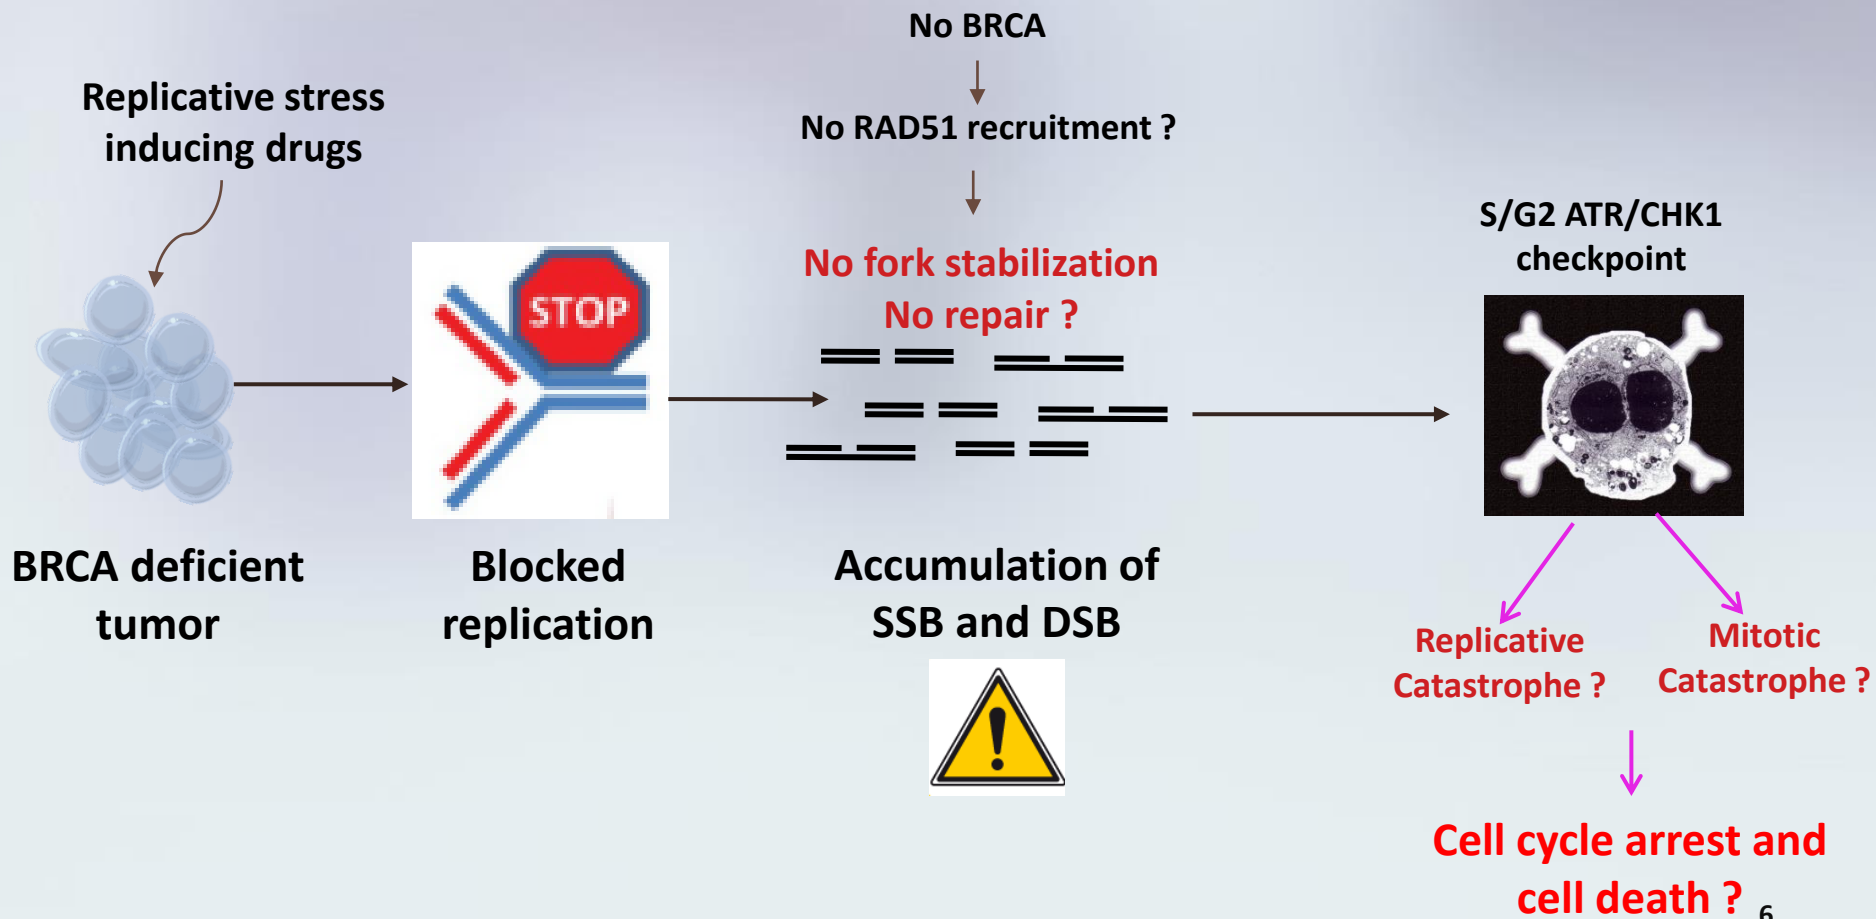 No BRCA
Replicative stress
inducing drugs
No RAD51 recruitment ?
S/G2 ATR/CHK1
checkpoint
No fork stabilization
No repair ?
STOP
BRCA deficient
tumor
Blocked
replication
Accumulation of
SSB and DSB
Replicative
Catastrophe ?
Mitotic
Catastrophe ?
Cell cycle arrest and
cell death ?
6